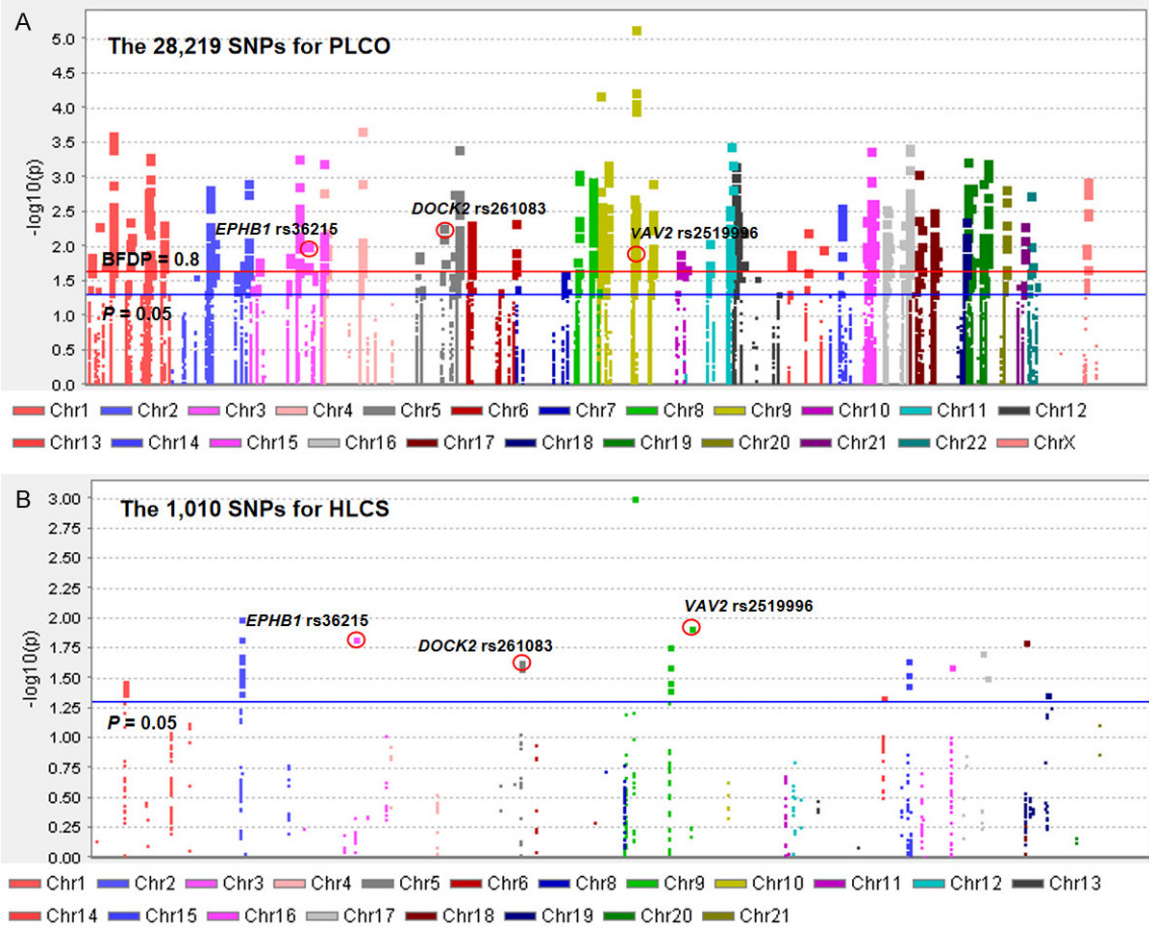 A
The 28,219 SNPs for PLCO
-log10(p)
5.0
4.5
4.0
3.5
3.0
2.5
2.0
1.5
1.0
0.5
0.0
DOCK2 rs261083
EPHB1 rs36215
VAV2 rs2519996
BFDP = 0.8
P = 0.05
Chr1 Chr2 Chr3 Chr4 Chr5 Chr6 Chr7 Chr8 Chr9 Chr10 Chr11 Chr12
Chr13 Chr14 Chr15 Chr16 Chr17 Chr18 Chr19 Chr20 Chr21 Chr22 ChrX
B
The 1,010 SNPs for HLCS
-log10(p)
3.00
2.75
2.50
2.25
2.00
1.75
1.50
1.25
1.00
0.75
0.50
0.25
0.00
VAV2 rs2519996
EPHB1 rs36215
DOCK2 rs261083
P = 0.05
Chr1 Chr2 Chr3 Chr4 Chr5 Chr6 Chr8 Chr9 Chr10 Chr11 Chr12 Chr13
Chr14 Chr15 Chr16 Chr17 Chr18 Chr19 Chr20 Chr21